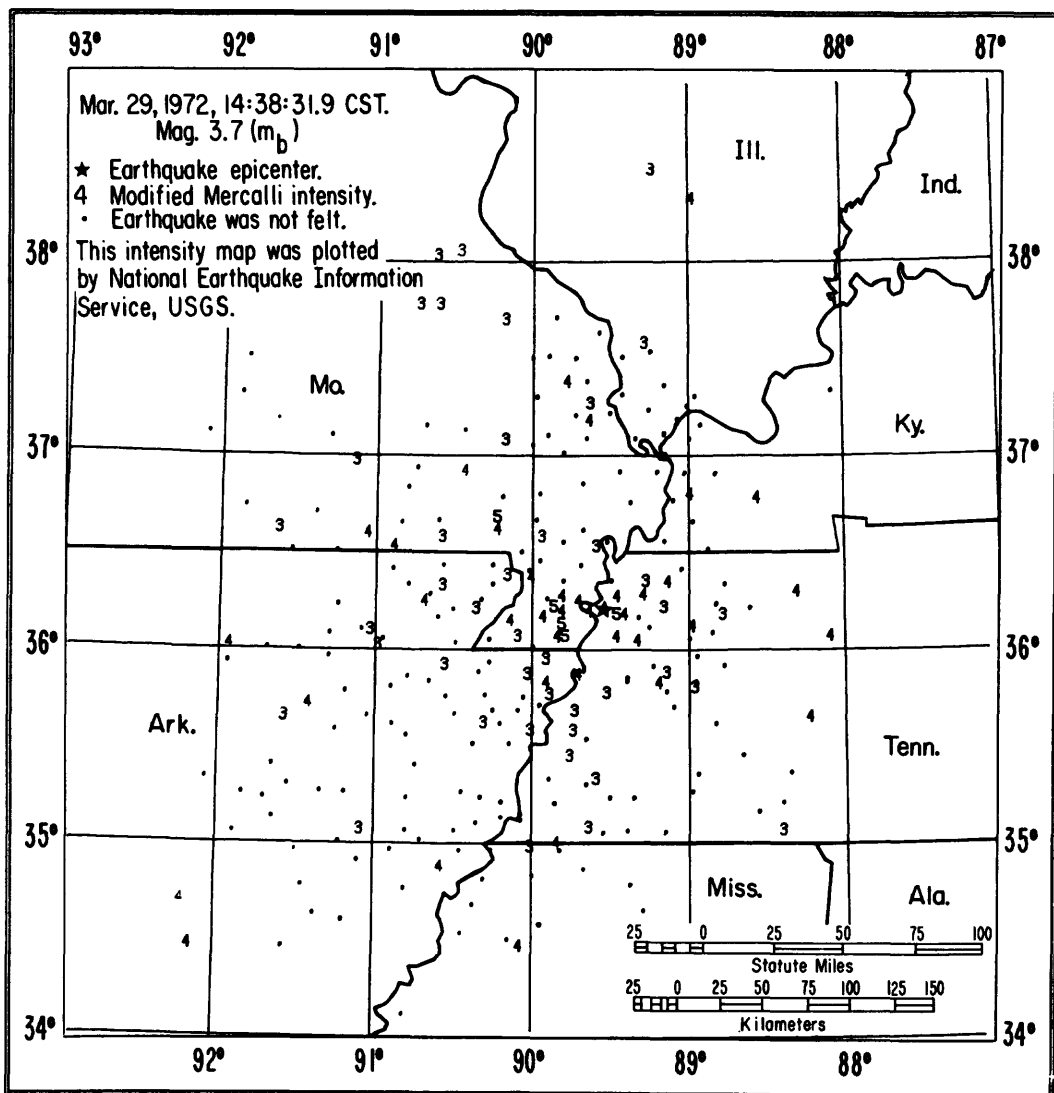 93° 92° 91° 90° 89° 88° 87°
Mar. 29, 1972, 14:38:31.9 CST.
Mag. 3.7 (m_b)
★ Earthquake epicenter.
4 Modified Mercalli intensity.
· Earthquake was not felt.
This intensity map was plotted
by National Earthquake Information
Service, USGS.
Ill.
Ind.
38° 38°
Mo.
Ky.
37° 37°
36° 36°
Ark.
Tenn.
35° 35°
Miss.
Ala.
25 0 25 50 75 100
Statute Miles
25 0 25 50 75 100 125 150
Kilometers
34° 34°
92° 91° 90° 89° 88°